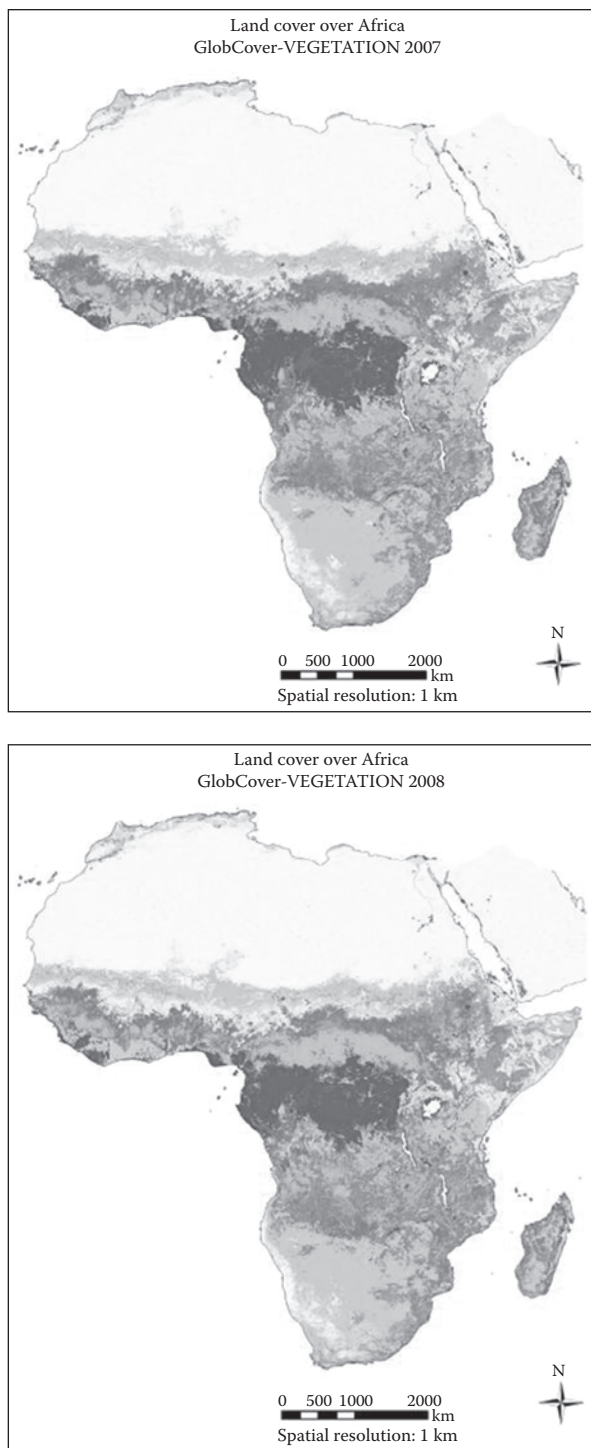 Land cover over Africa
GlobCover-VEGETATION 2007
N
0 500 1000 2000
km
Spatial resolution: 1 km
Land cover over Africa
GlobCover-VEGETATION 2008
N
0 500 1000 2000
km
Spatial resolution: 1 km